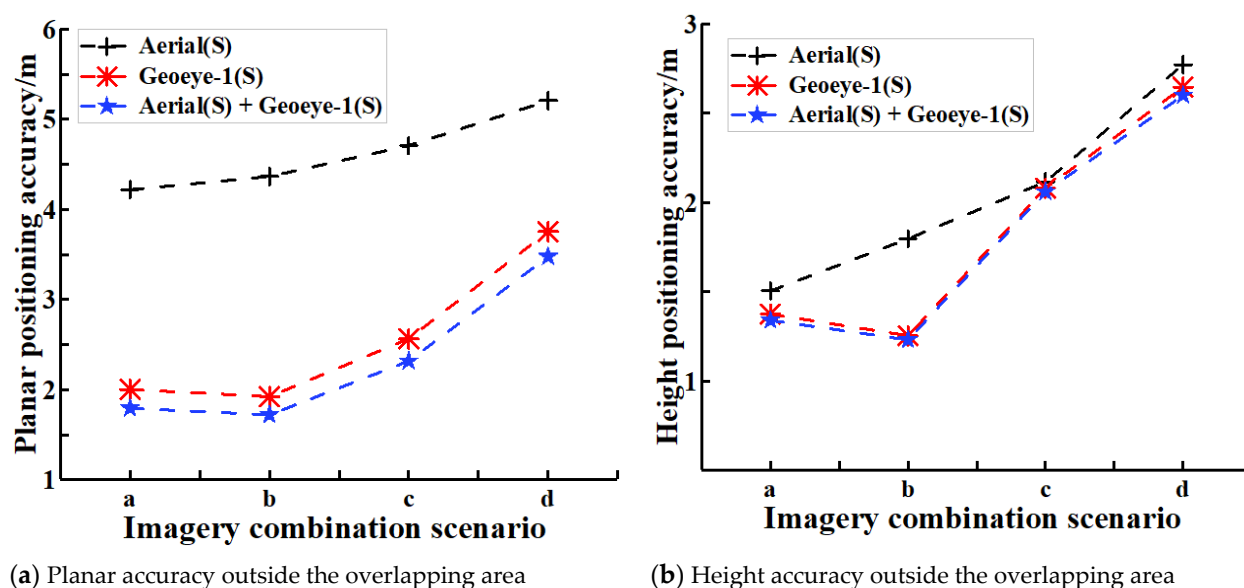 Planar positioning accuracy/m
6
5
4
3
2
1
Aerial(S)
Geoeye-1(S)
Aerial(S) + Geoeye-1(S)
a b c d
Imagery combination scenario
(a) Planar accuracy outside the overlapping area
Height positioning accuracy/m
3
2
1
Aerial(S)
Geoeye-1(S)
Aerial(S) + Geoeye-1(S)
a b c d
Imagery combination scenario
(b) Height accuracy outside the overlapping area